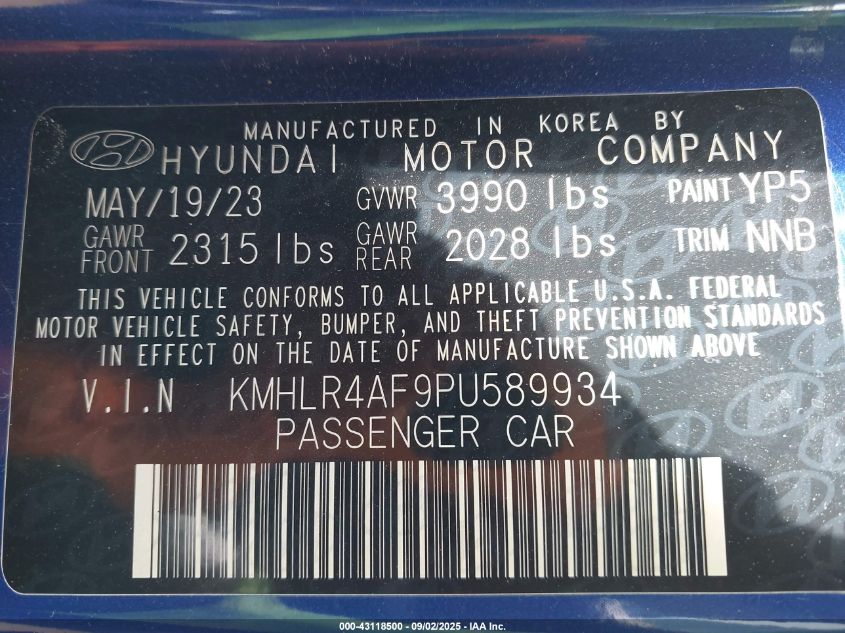 MANUFACTURED IN KOREA BY
HYUNDAI MOTOR COMPANY
MAY/19/23 GVWR 3990 lbs PAINT YP5
GAWR FRONT 2315 lbs GAWR REAR 2028 lbs TRIM NNB
THIS VEHICLE CONFORMS TO ALL APPLICABLE U.S.A. FEDERAL
MOTOR VEHICLE SAFETY, BUMPER, AND THEFT PREVENTION STANDARDS
IN EFFECT ON THE DATE OF MANUFACTURE SHOWN ABOVE
V.I.N KMHLR4AF9PU589934
PASSENGER CAR
000-43118500 - 09/02/2025 - IAA Inc.